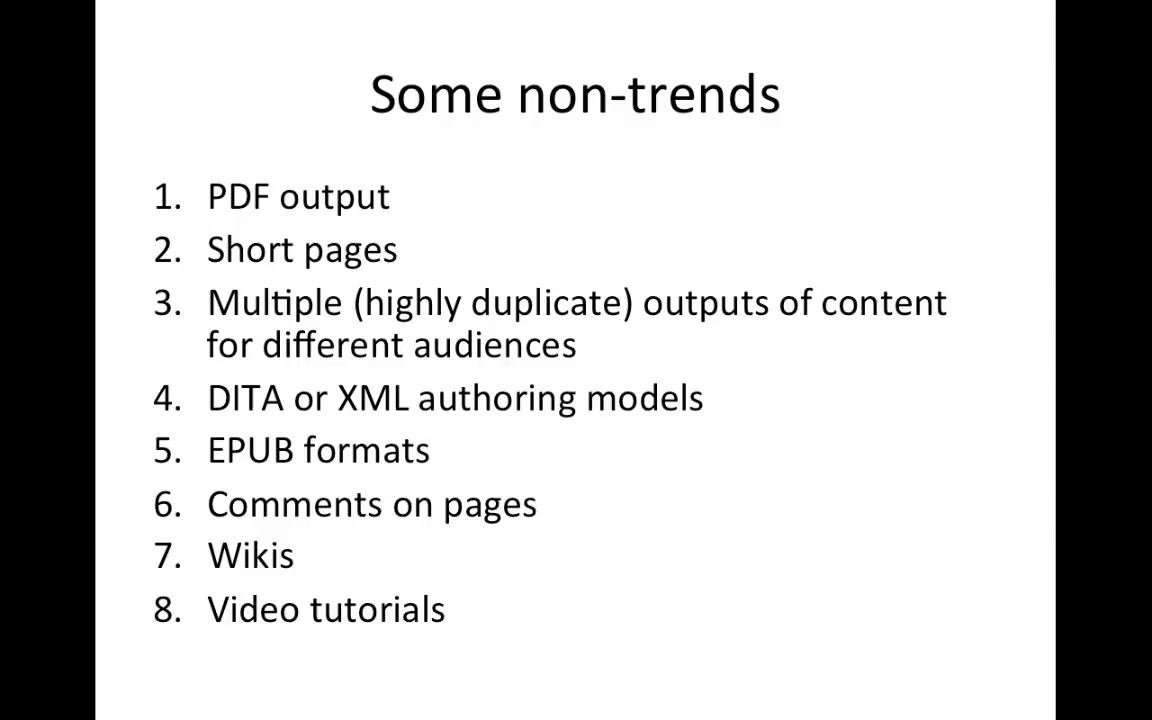 Some non-trends
1. PDF output
2. Short pages
3. Multiple (highly duplicate) outputs of content
for different audiences
4. DITA or XML authoring models
5. EPUB formats
6. Comments on pages
7. Wikis
8. Video tutorials